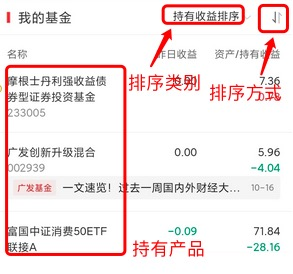 我的基金
持有收益排序
名称
昨日收益
资产/持有收益
摩根士丹利强收益债
券型证券投资基金
233005
7.36
排序类别
排序方式
广发创新升级混合
002939
0.00
5.96
-4.04
广发基金
一文速览！过去一周国内外财经大...
10-16
富国中证消费50ETF
联接A
-0.09
71.84
-28.16
持有产品